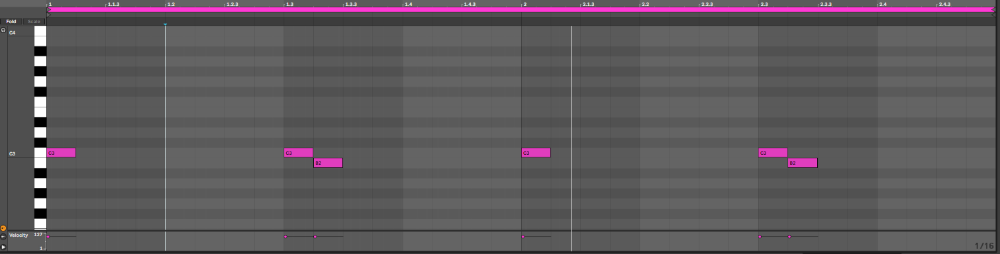 1 1.1.3 1.2 1.2.3 1.3 1.3.3 1.4 1.4.3 2 2.1.3 2.2 2.2.3 2.3 2.3.3 2.4 2.4.3
Fold Scale
C4
C3 C3 C3 C3 C3
B2 B2
Velocity 127
1
1/16